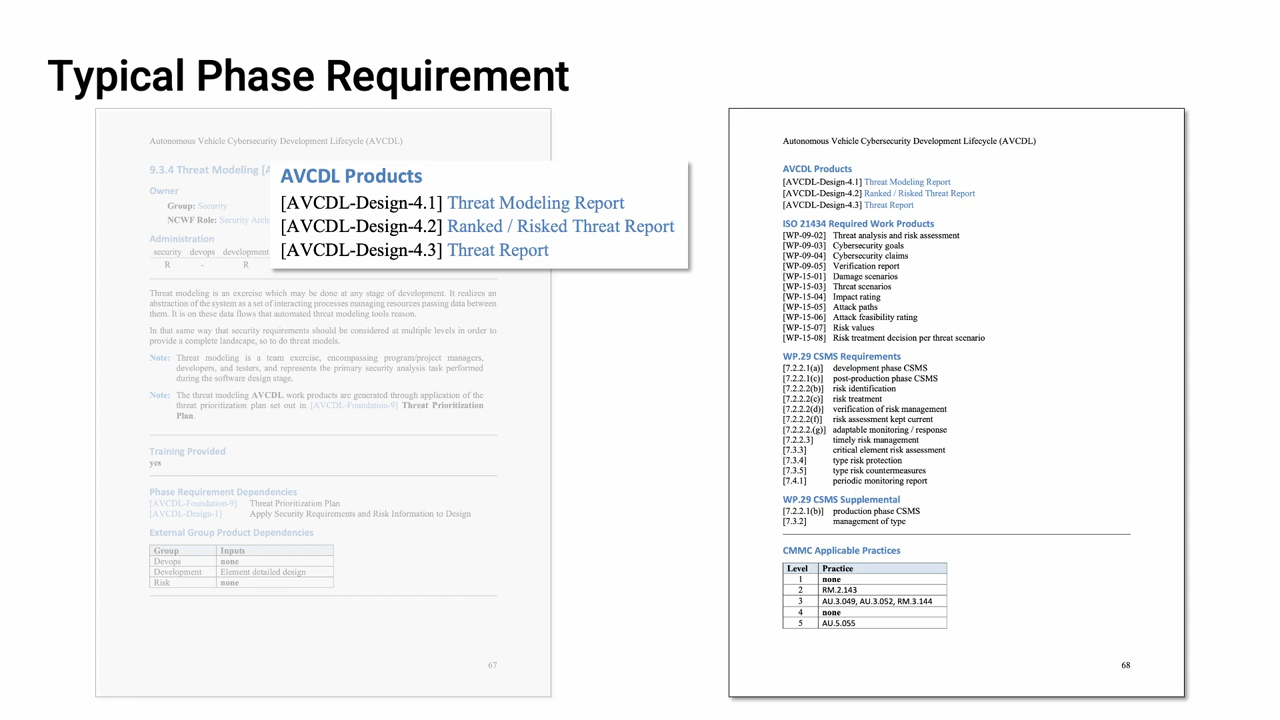 Typical Phase Requirement
Autonomous Vehicle Cybersecurity Development Lifecycle (AVCDL)
9.3.4 Threat Modeling [A
Owner
Group: Security
NCWF Role: Security Arch
Administration
security devops development
R - R
Threat modeling is an exercise which may be done at any stage of development. It realizes an
abstraction of the system as a set of interacting processes managing resources passing data between
them. It is on these data flows that automated threat modeling tools reason.
In that same way that security requirements should be considered at multiple levels in order to
provide a complete landscape, so to do threat models.
Note: Threat modeling is a team exercise, encompassing program/project managers,
developers, and testers, and represents the primary security analysis task performed
during the software design stage.
Note: The threat modeling AVCDL work products are generated through application of the
threat prioritization plan set out in [AVCDL-Foundation-9] Threat Prioritization
Plan.
Training Provided
yes
Phase Requirement Dependencies
[AVCDL-Foundation-9] Threat Prioritization Plan
[AVCDL-Design-1] Apply Security Requirements and Risk Information to Design
External Group Product Dependencies
Group Inputs
Devops none
Development Element detailed design
Risk none
67
AVCDL Products
[AVCDL-Design-4.1] Threat Modeling Report
[AVCDL-Design-4.2] Ranked / Risked Threat Report
[AVCDL-Design-4.3] Threat Report
Autonomous Vehicle Cybersecurity Development Lifecycle (AVCDL)
AVCDL Products
[AVCDL-Design-4.1] Threat Modeling Report
[AVCDL-Design-4.2] Ranked / Risked Threat Report
[AVCDL-Design-4.3] Threat Report
ISO 21434 Required Work Products
[WP-09-02] Threat analysis and risk assessment
[WP-09-03] Cybersecurity goals
[WP-09-04] Cybersecurity claims
[WP-09-05] Verification report
[WP-15-01] Damage scenarios
[WP-15-03] Threat scenarios
[WP-15-04] Impact rating
[WP-15-05] Attack paths
[WP-15-06] Attack feasibility rating
[WP-15-07] Risk values
[WP-15-08] Risk treatment decision per threat scenario
WP.29 CSMS Requirements
[7.2.2.1(a)] development phase CSMS
[7.2.2.1(c)] post-production phase CSMS
[7.2.2.2(b)] risk identification
[7.2.2.2(c)] risk treatment
[7.2.2.2(d)] verification of risk management
[7.2.2.2(f)] risk assessment kept current
[7.2.2.2.(g)] adaptable monitoring / response
[7.2.2.3] timely risk management
[7.3.3] critical element risk assessment
[7.3.4] type risk protection
[7.3.5] type risk countermeasures
[7.4.1] periodic monitoring report
WP.29 CSMS Supplemental
[7.2.2.1(b)] production phase CSMS
[7.3.2] management of type
CMMC Applicable Practices
Level Practice
1 none
2 RM.2.143
3 AU.3.049, AU.3.052, RM.3.144
4 none
5 AU.5.055
68